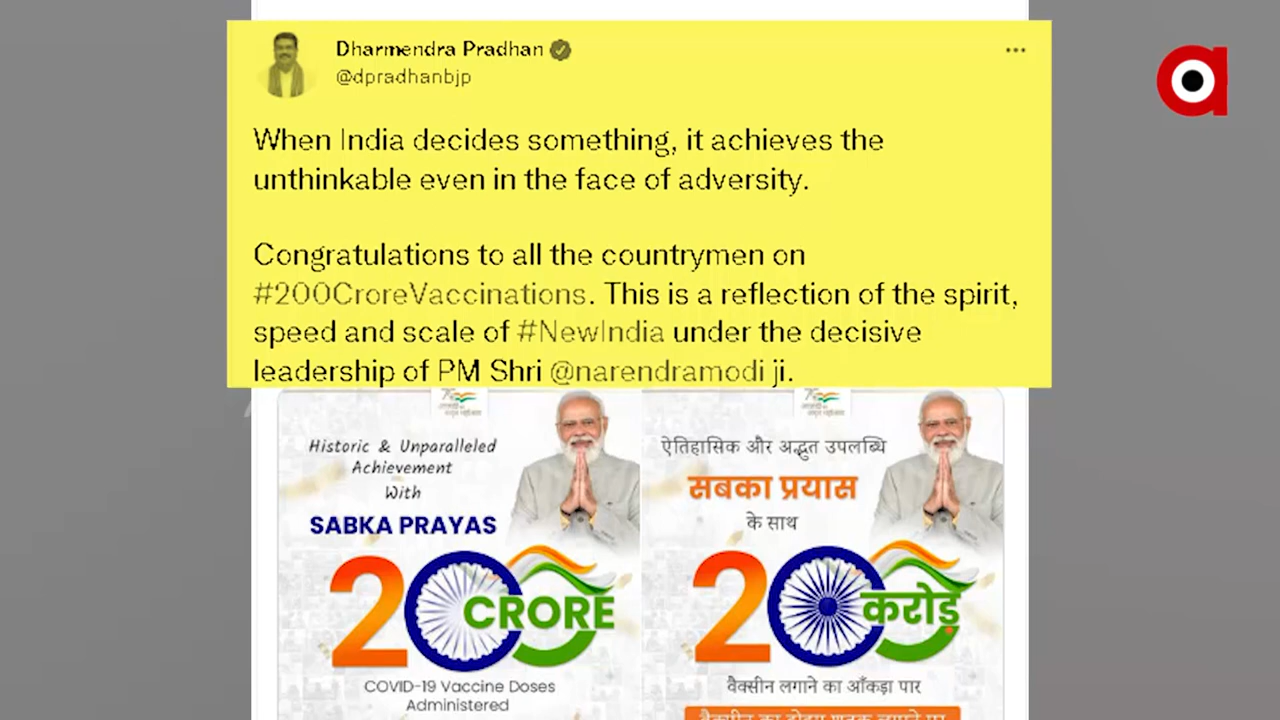 Dharmendra Pradhan
@dpradhanbjp
When India decides something, it achieves the
unthinkable even in the face of adversity.
Congratulations to all the countrymen on
#200CroreVaccinations. This is a reflection of the spirit,
speed and scale of #NewIndia under the decisive
leadership of PM Shri @narendramodi ji.
Historic & Unparalleled
Achievement
With
SABKA PRAYAS
200 CRORE
COVID-19 Vaccine Doses
Administered
ऐतिहासिक और अद्भुत उपलब्धि
सबका प्रयास
के साथ
200 करोड़
वैक्सीन लगाने का आँकड़ा पार